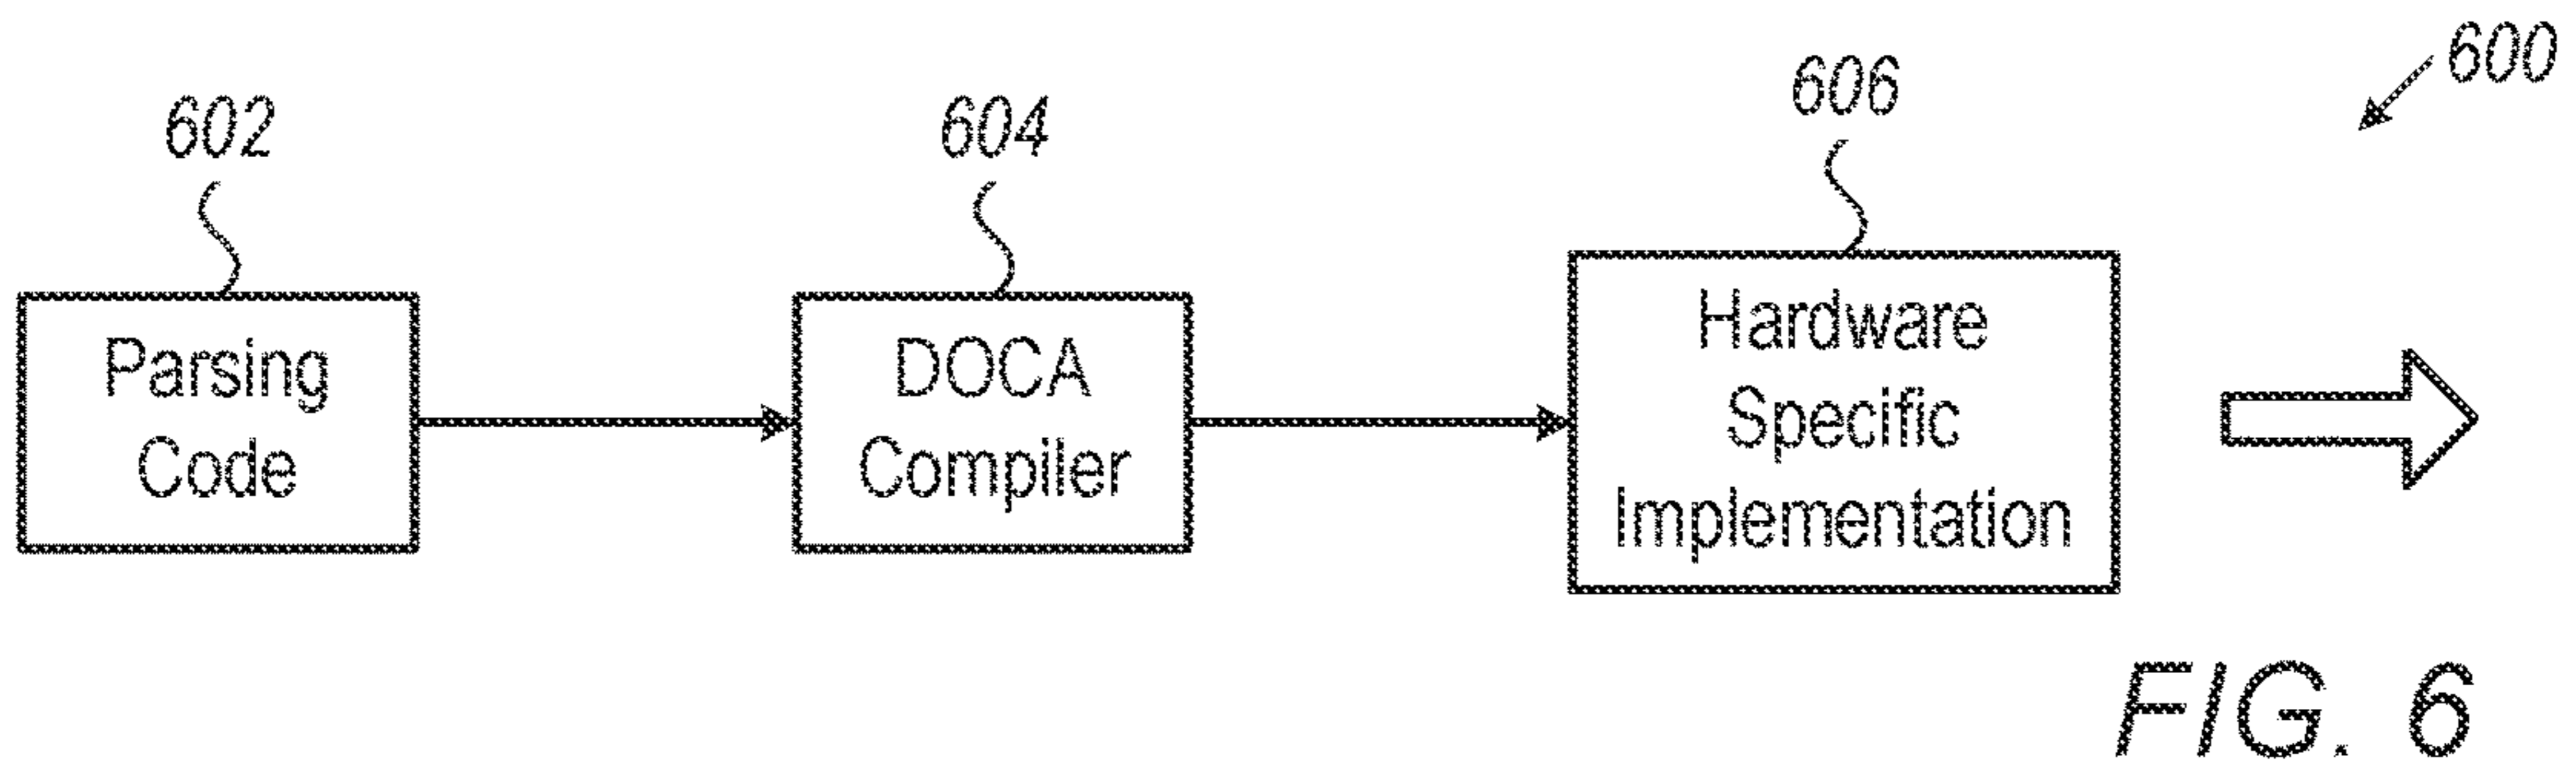 600
602
604
606
Parsing
Code
DOCA
Compiler
Hardware
Specific
Implementation
FIG. 6